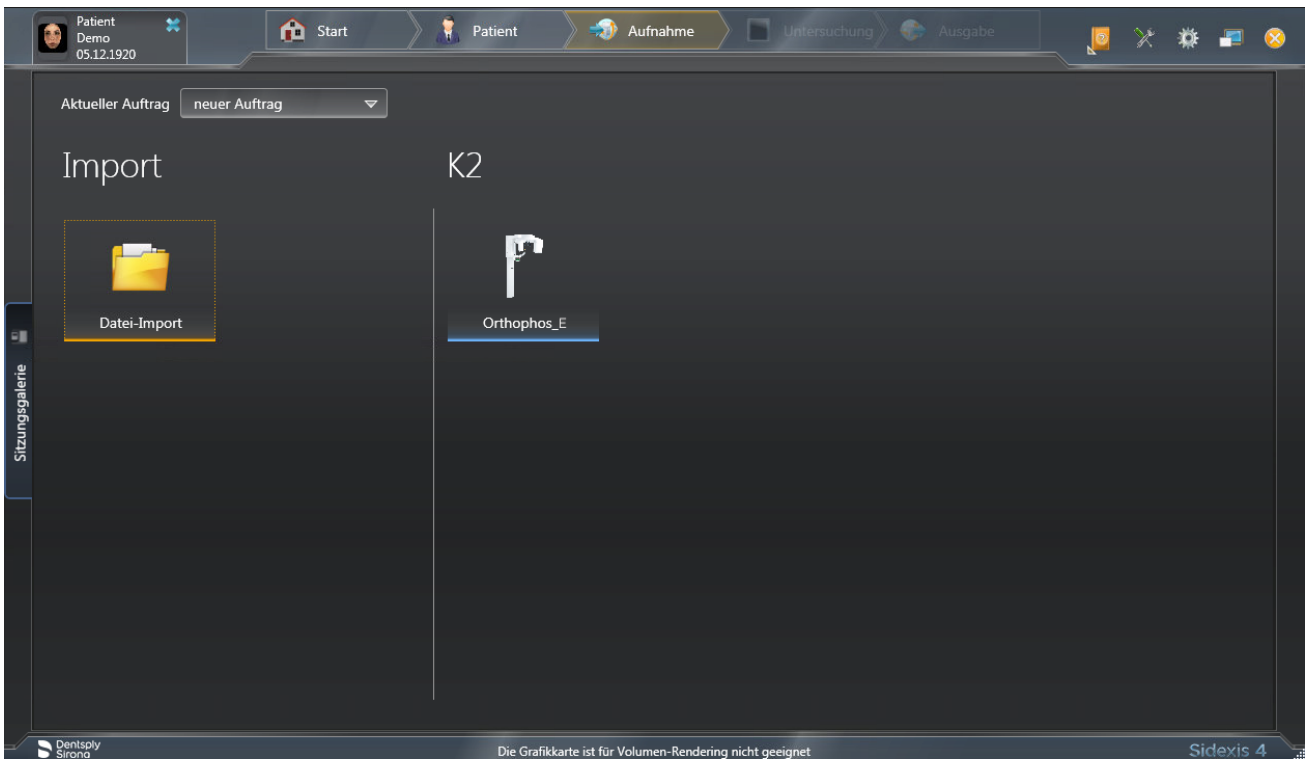 Patient
Demo
05.12.1920
Start
Patient
Aufnahme
Untersuchung
Ausgabe
Aktueller Auftrag
neuer Auftrag
Import
K2
Datei-Import
Orthophos_E
Sitzungsgalerie
Dentsply
Sirona
Die Grafikkarte ist für Volumen-Rendering nicht geeignet
Sidexis 4